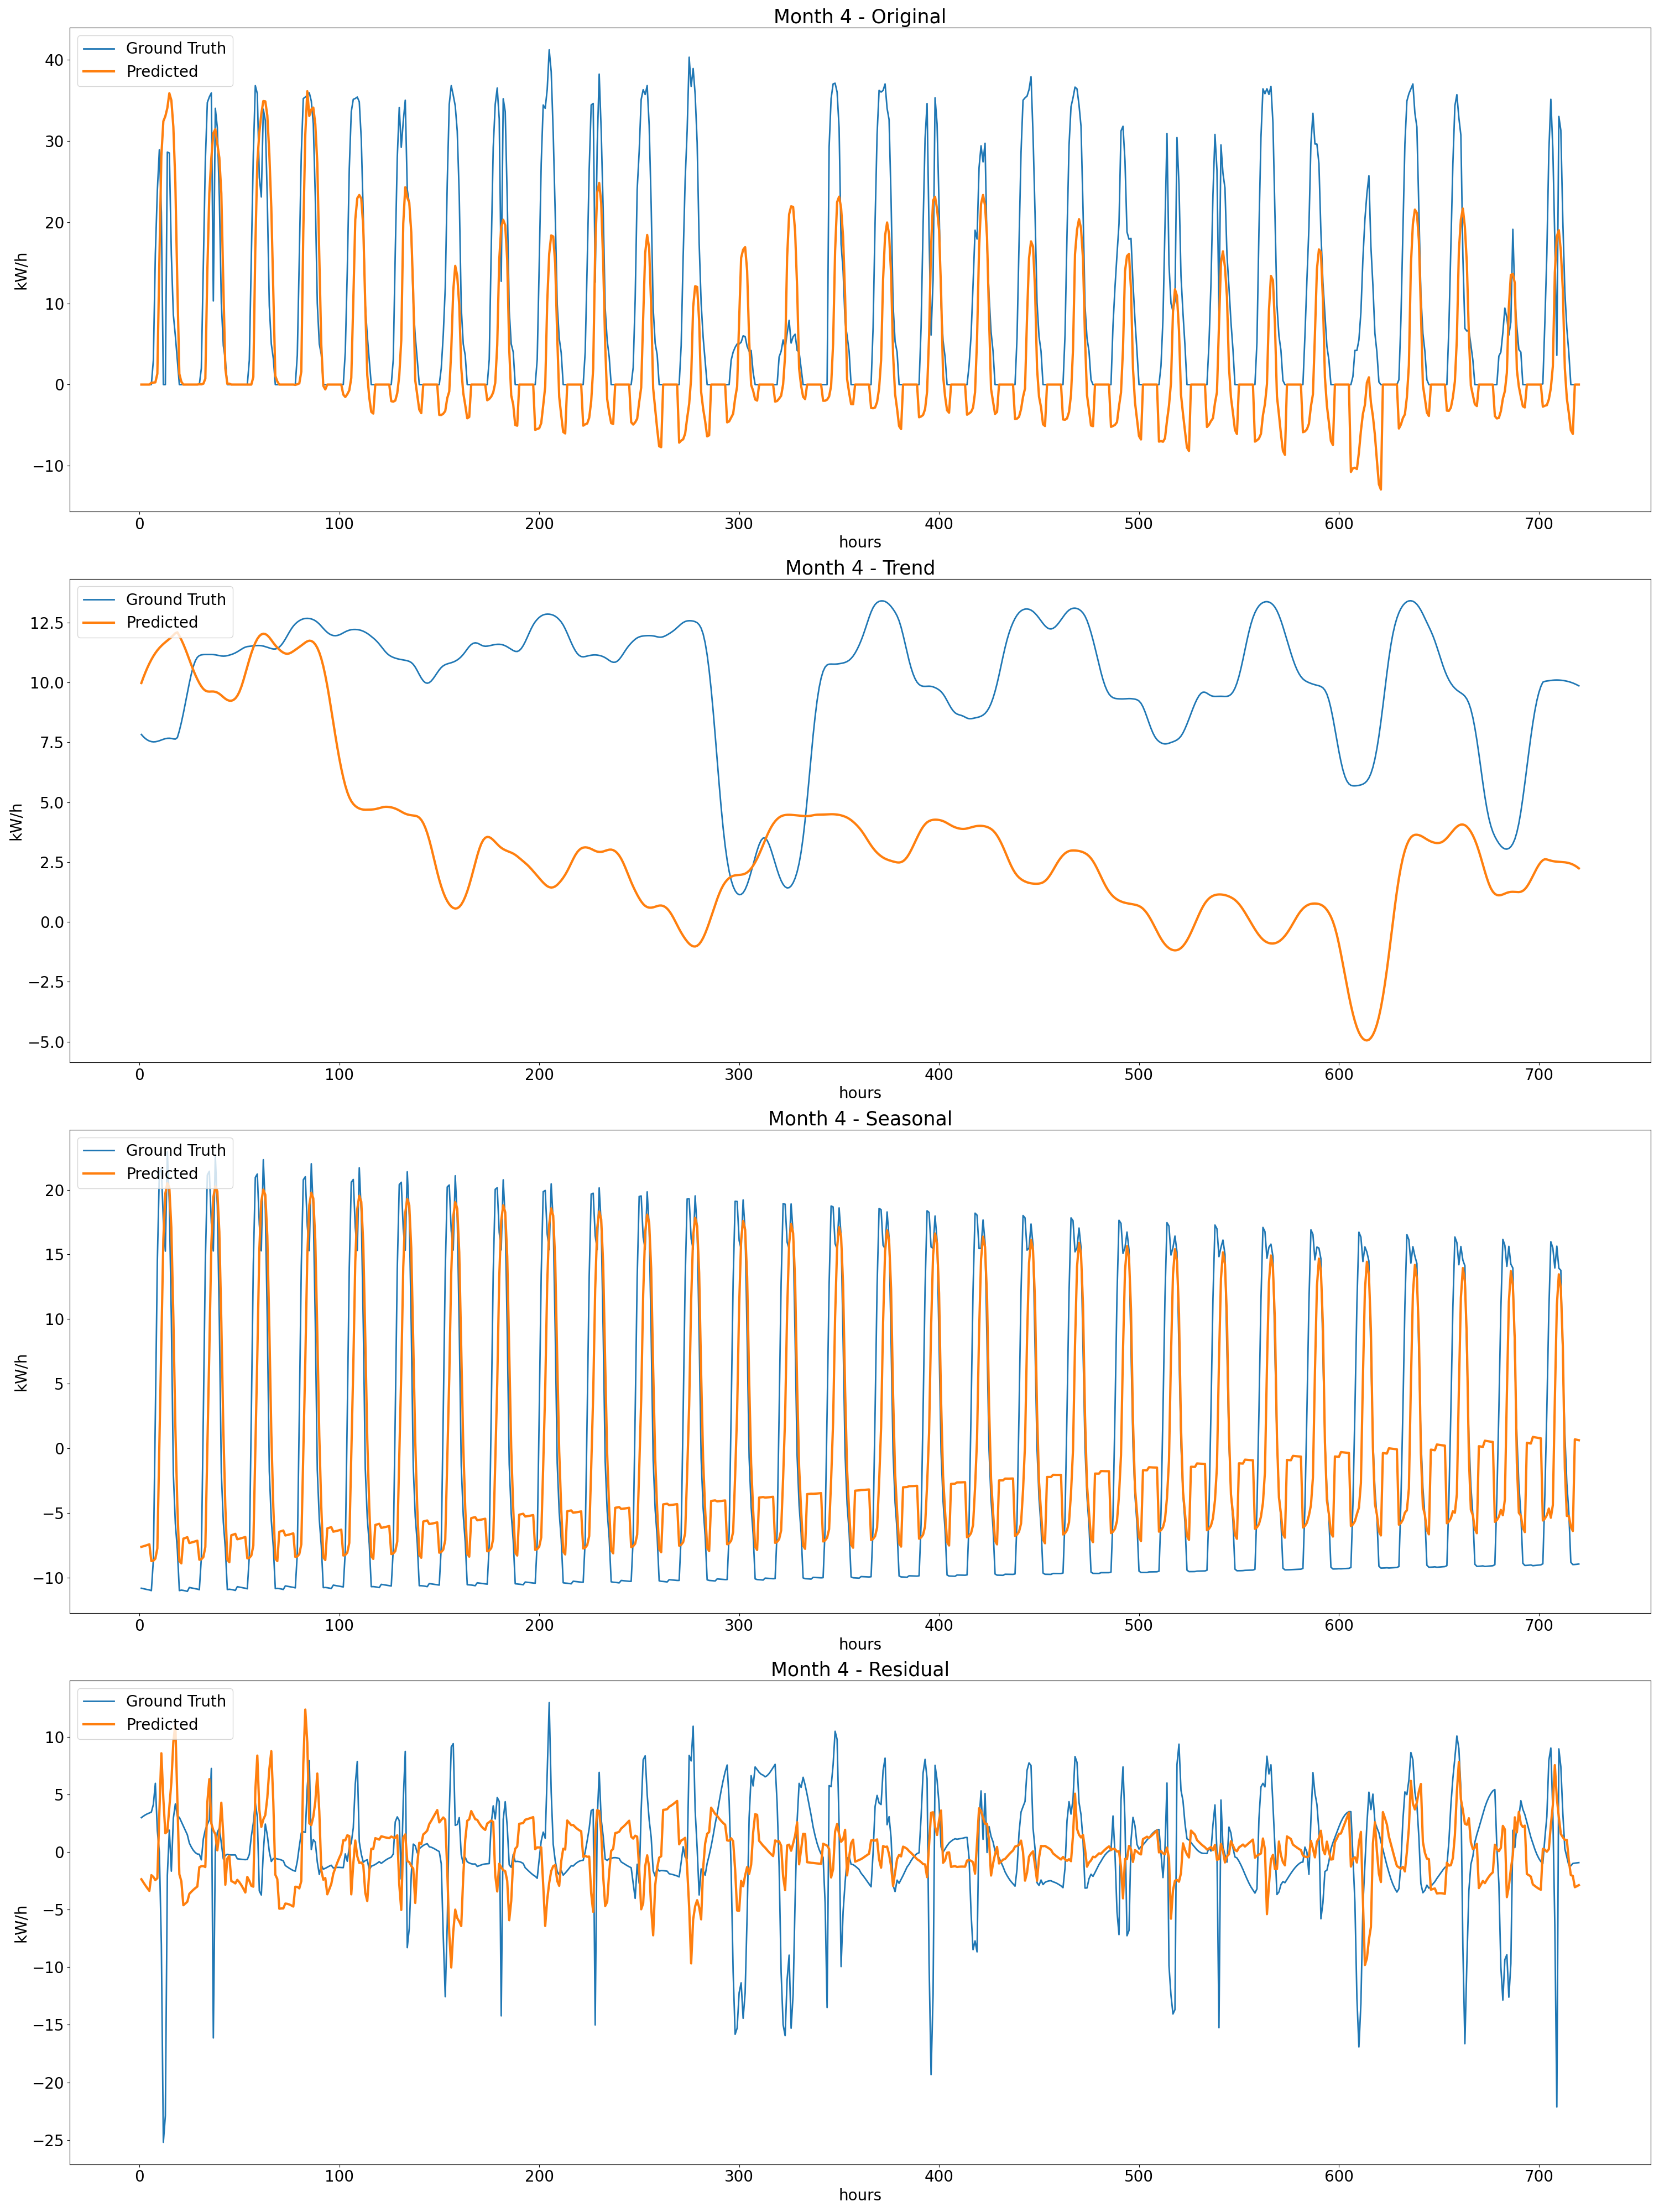 Month 4 - Original
Ground Truth
Predicted
40
30
20
10
0
−10
kW/h
0 100 200 300 400 500 600 700
hours
Month 4 - Trend
Ground Truth
Predicted
12.5
10.0
7.5
5.0
2.5
0.0
−2.5
−5.0
kW/h
0 100 200 300 400 500 600 700
hours
Month 4 - Seasonal
Ground Truth
Predicted
20
15
10
5
0
−5
−10
kW/h
0 100 200 300 400 500 600 700
hours
Month 4 - Residual
Ground Truth
Predicted
10
5
0
−5
−10
−15
−20
−25
kW/h
0 100 200 300 400 500 600 700
hours